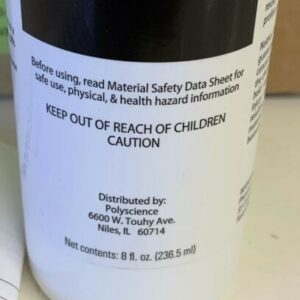 Before using, read Material Safety Data Sheet for
safe use, physical, & health hazard information
KEEP OUT OF REACH OF CHILDREN
CAUTION
Distributed by:
Polyscience
6600 W. Touhy Ave.
Niles, IL 60714
Net contents: 8 fl. oz. (236.5 ml)